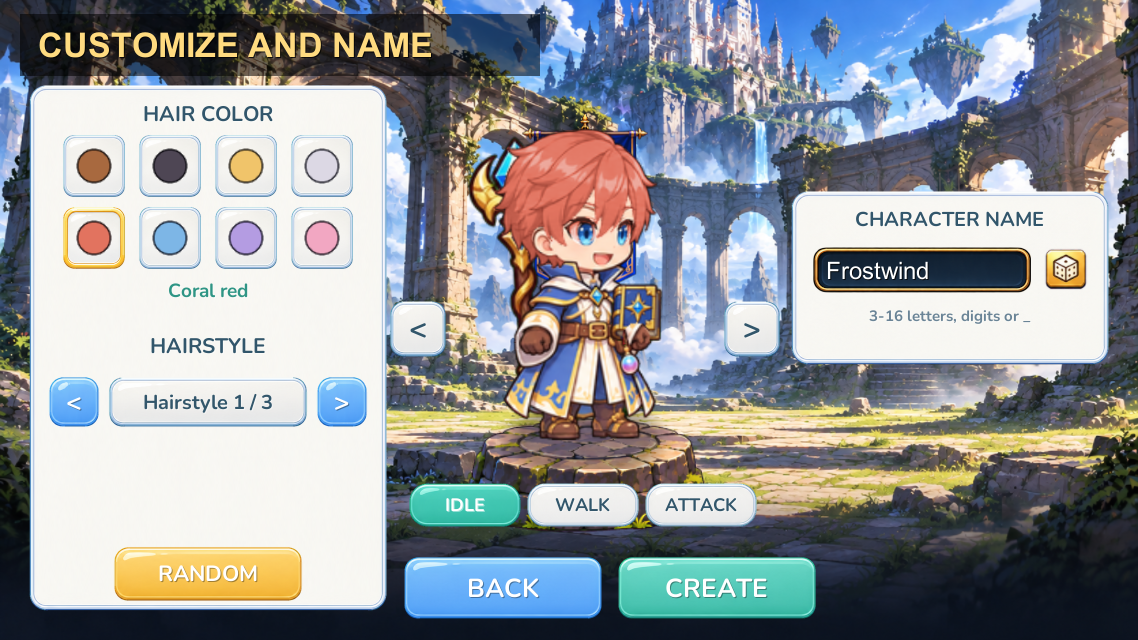 CUSTOMIZE AND NAME
HAIR COLOR
Coral red
HAIRSTYLE
<
Hairstyle 1 / 3
>
RANDOM
<
>
IDLE
WALK
ATTACK
BACK
CREATE
CHARACTER NAME
Frostwind
3-16 letters, digits or _